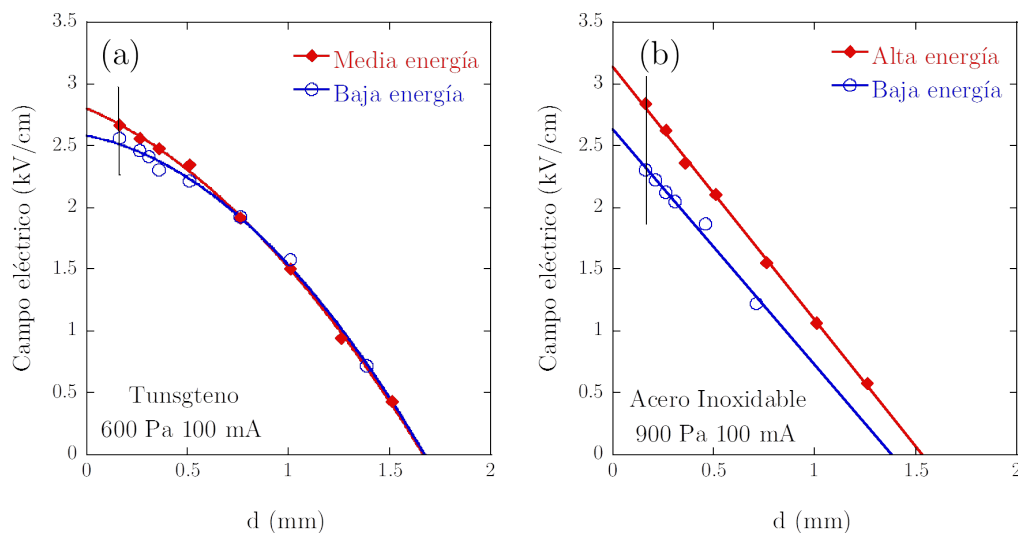 (a)
Media energía
Baja energía
Campo eléctrico (kV/cm)
3.5
3
2.5
2
1.5
1
0.5
0
Tunsgteno
600 Pa 100 mA
0
0.5
1
1.5
2
d (mm)
(b)
Alta energía
Baja energía
Campo eléctrico (kV/cm)
3.5
3
2.5
2
1.5
1
0.5
0
Acero Inoxidable
900 Pa 100 mA
0
0.5
1
1.5
2
d (mm)